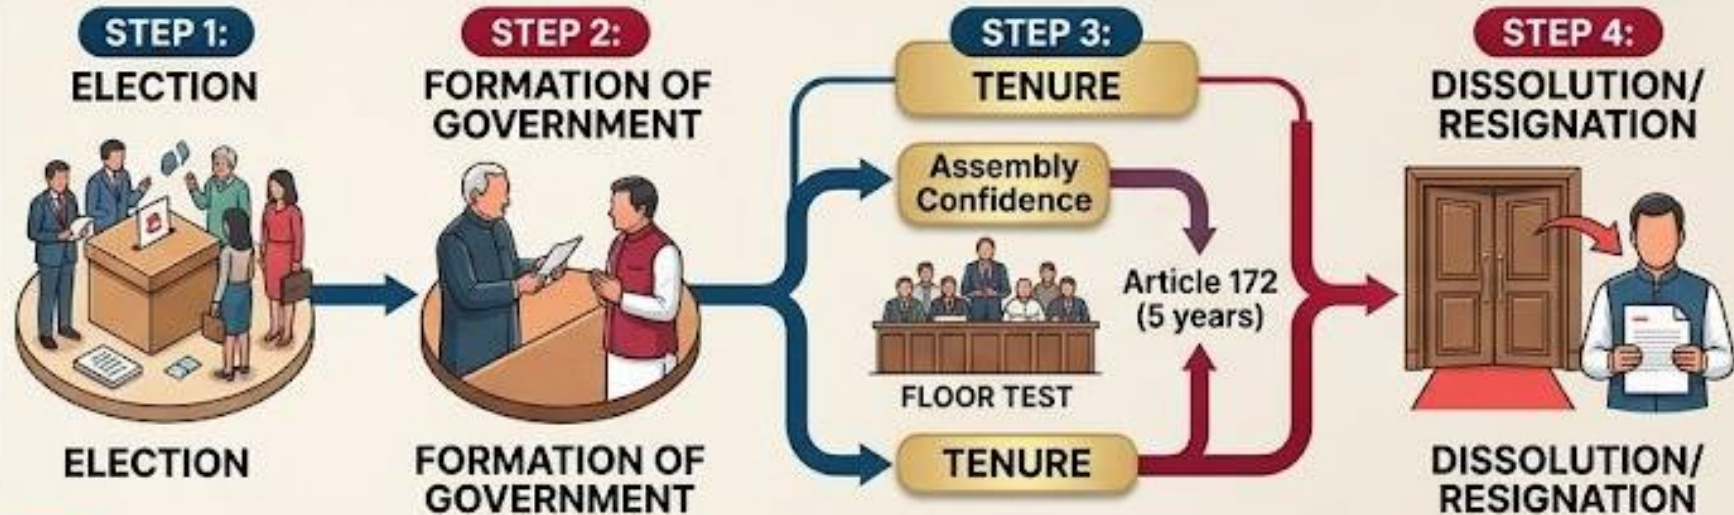 STEP 1:
ELECTION
ELECTION
STEP 2:
FORMATION OF
GOVERNMENT
FORMATION OF
GOVERNMENT
STEP 3:
TENURE
Assembly
Confidence
FLOOR TEST
Article 172
(5 years)
TENURE
STEP 4:
DISSOLUTION/
RESIGNATION
DISSOLUTION/
RESIGNATION